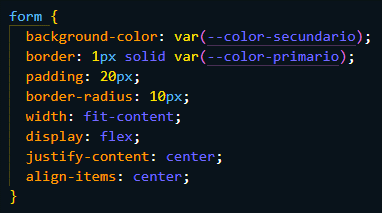 form {
background-color: var(--color-secundario);
border: 1px solid var(--color-primario);
padding: 20px;
border-radius: 10px;
width: fit-content;
display: flex;
justify-content: center;
align-items: center;
}